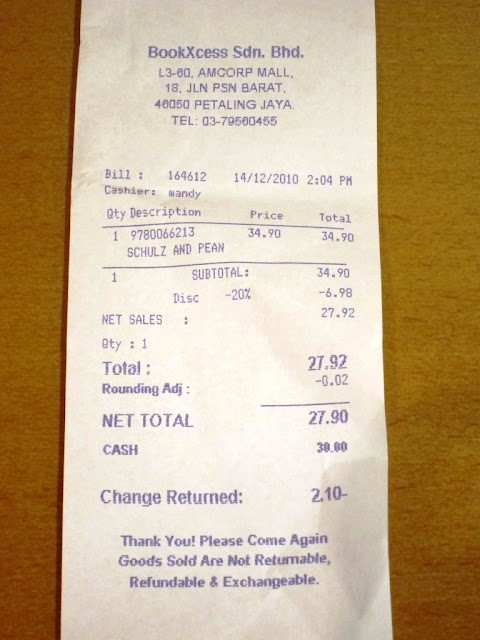 BookXcess Sdn. Bhd.
L3-60, AMCORP MALL,
18, JLN PSN BARAT,
46050 PETALING JAYA.
TEL: 03-79560455
Bill : 164612 14/12/2010 2:04 PM
Cashier: mandy
Qty Description Price Total
1 9780066213 34.90 34.90
SCHULZ AND PEAN
1 SUBTOTAL: 34.90
Disc -20% -6.98
NET SALES : 27.92
Qty : 1
Total : 27.92
Rounding Adj : -0.02
NET TOTAL 27.90
CASH 30.00
Change Returned: 2.10-
Thank You! Please Come Again
Goods Sold Are Not Returnable,
Refundable & Exchangeable.